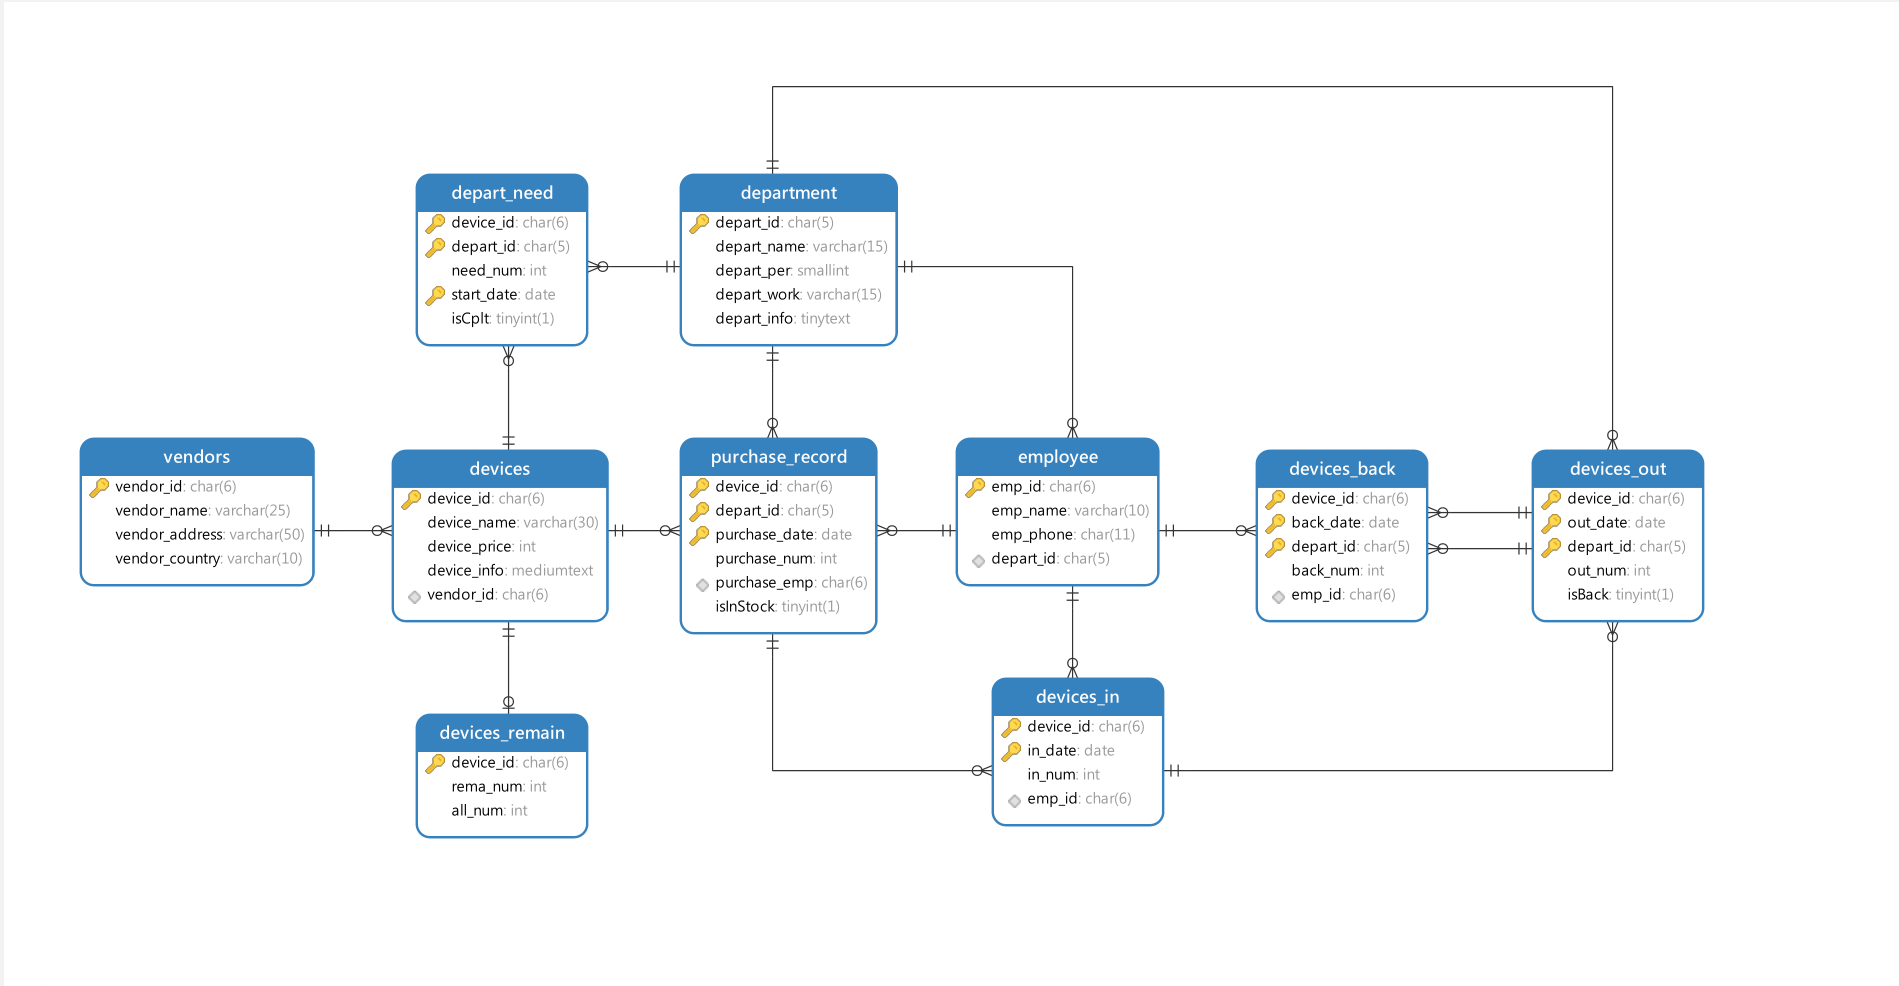 depart_need
device_id: char(6)
depart_id: char(5)
need_num: int
start_date: date
isCplt: tinyint(1)
department
depart_id: char(5)
depart_name: varchar(15)
depart_per: smallint
depart_work: varchar(15)
depart_info: tinytext
vendors
vendor_id: char(6)
vendor_name: varchar(25)
vendor_address: varchar(50)
vendor_country: varchar(10)
devices
device_id: char(6)
device_name: varchar(30)
device_price: int
device_info: mediumtext
vendor_id: char(6)
purchase_record
device_id: char(6)
depart_id: char(5)
purchase_date: date
purchase_num: int
purchase_emp: char(6)
isInStock: tinyint(1)
employee
emp_id: char(6)
emp_name: varchar(10)
emp_phone: char(11)
depart_id: char(5)
devices_back
device_id: char(6)
back_date: date
depart_id: char(5)
back_num: int
emp_id: char(6)
devices_out
device_id: char(6)
out_date: date
depart_id: char(5)
out_num: int
isBack: tinyint(1)
devices_remain
device_id: char(6)
rema_num: int
all_num: int
devices_in
device_id: char(6)
in_date: date
in_num: int
emp_id: char(6)